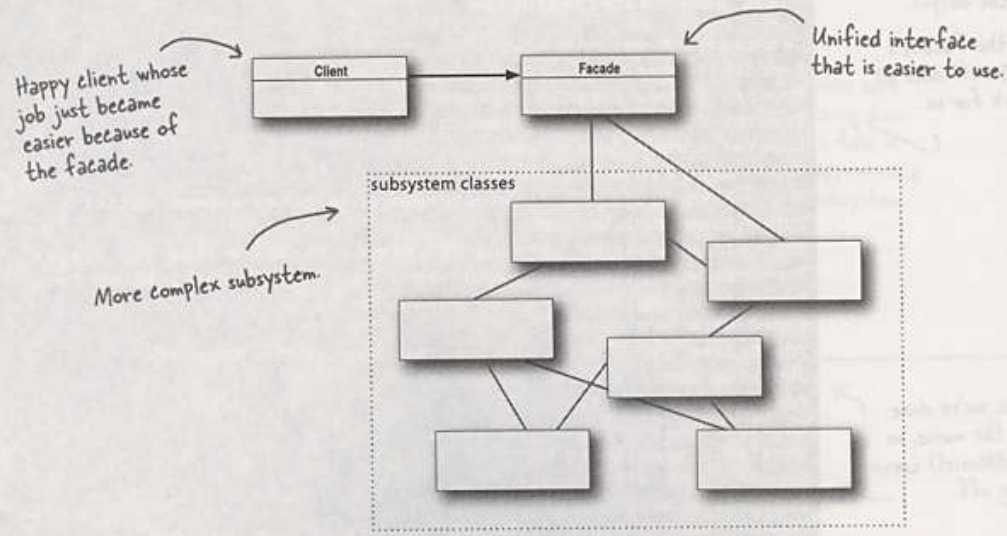 Happy client whose
job just became
easier because of
the facade.
Client
Facade
Unified interface
that is easier to use.
subsystem classes
More complex subsystem.